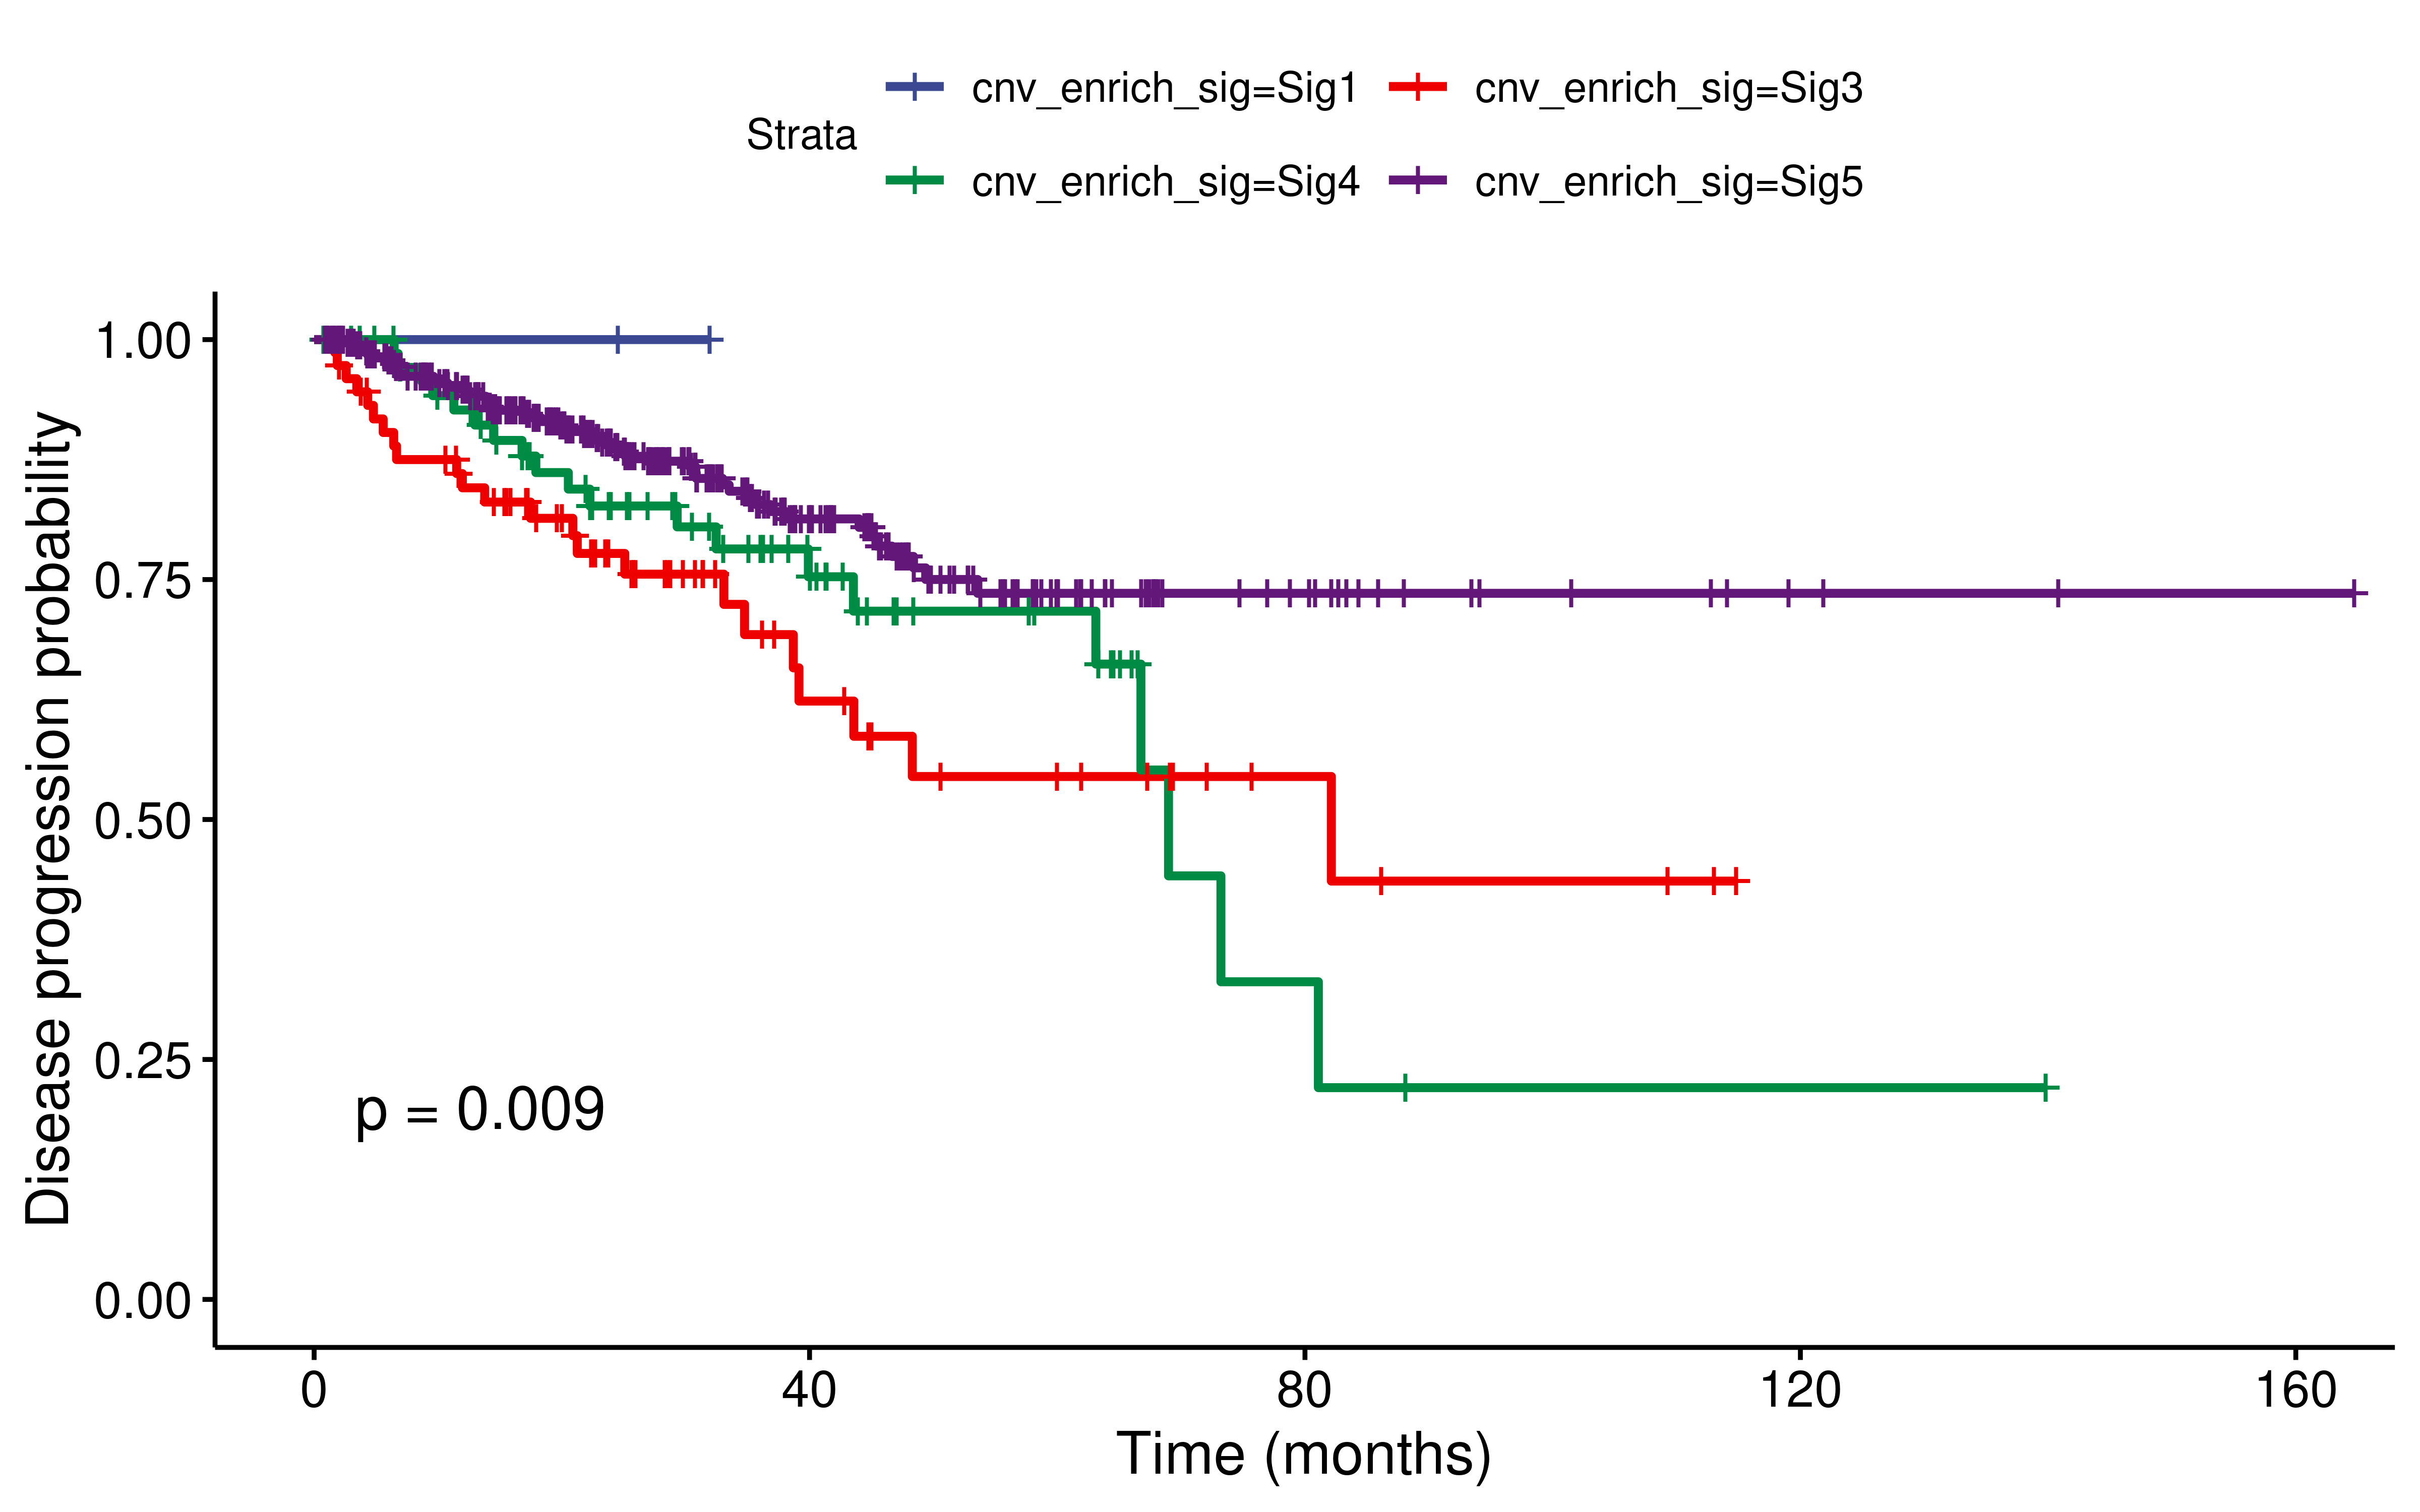 Strata
cnv_enrich_sig=Sig1
cnv_enrich_sig=Sig3
cnv_enrich_sig=Sig4
cnv_enrich_sig=Sig5
Disease progression probability
1.00
0.75
0.50
0.25
0.00
p = 0.009
0 40 80 120 160
Time (months)